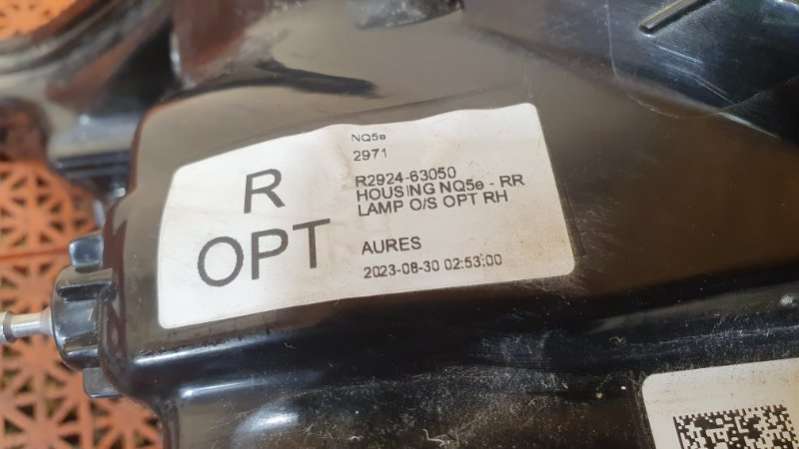 NQ5e
2971
R2924-63050
HOUSING NQ5e - RR
LAMP O/S OPT RH
AURES
2023-08-30 02:53:00
R
OPT